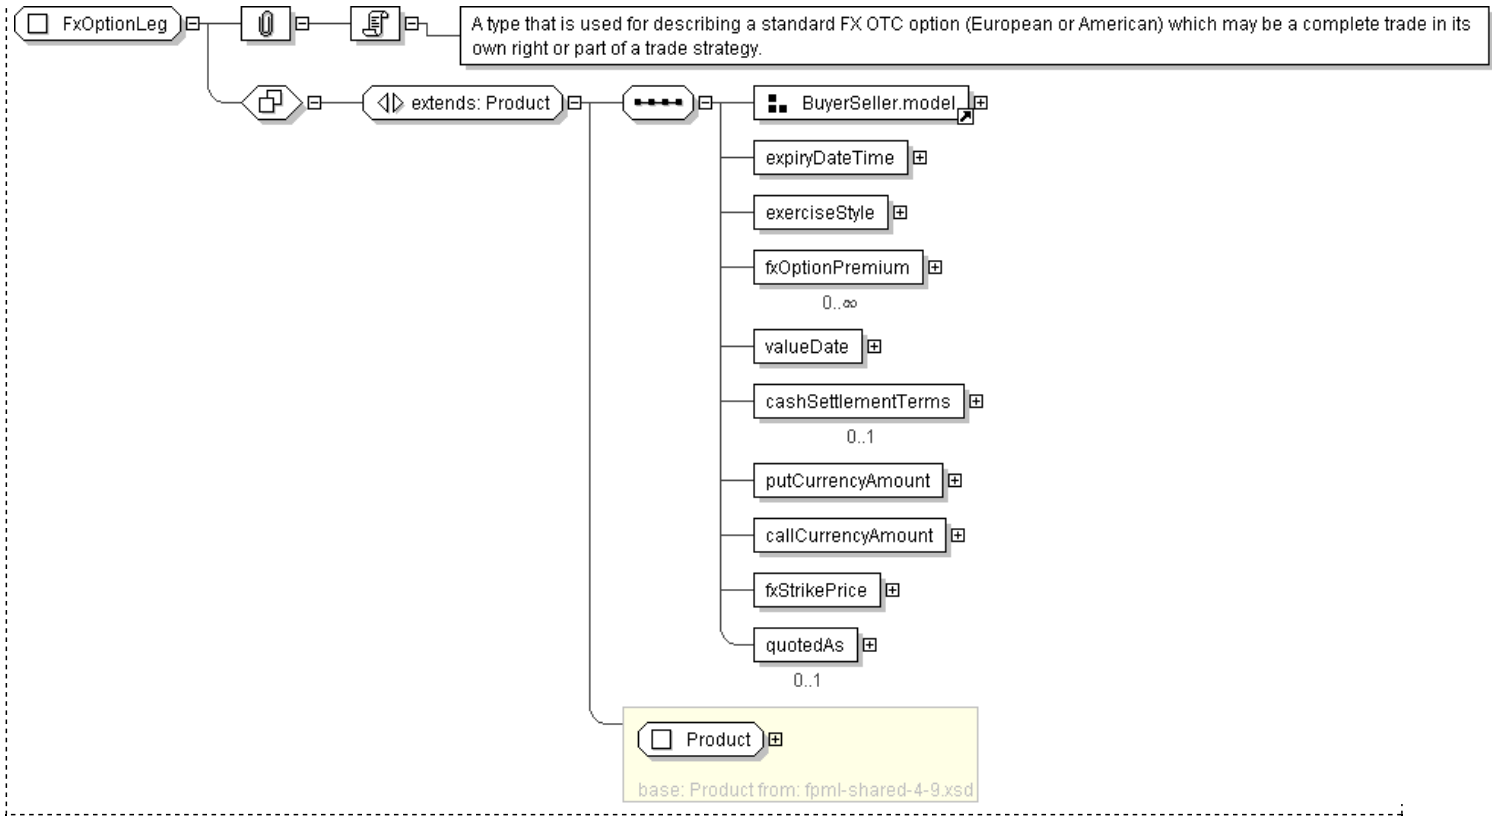 FxOptionLeg
A type that is used for describing a standard FX OTC option (European or American) which may be a complete trade in its
own right or part of a trade strategy.
extends: Product
BuyerSeller.model
expiryDateTime
exerciseStyle
fxOptionPremium
0..∞
valueDate
cashSettlementTerms
0..1
putCurrencyAmount
callCurrencyAmount
fxStrikePrice
quotedAs
0..1
Product
base: Product from: fpml-shared-4-9.xsd